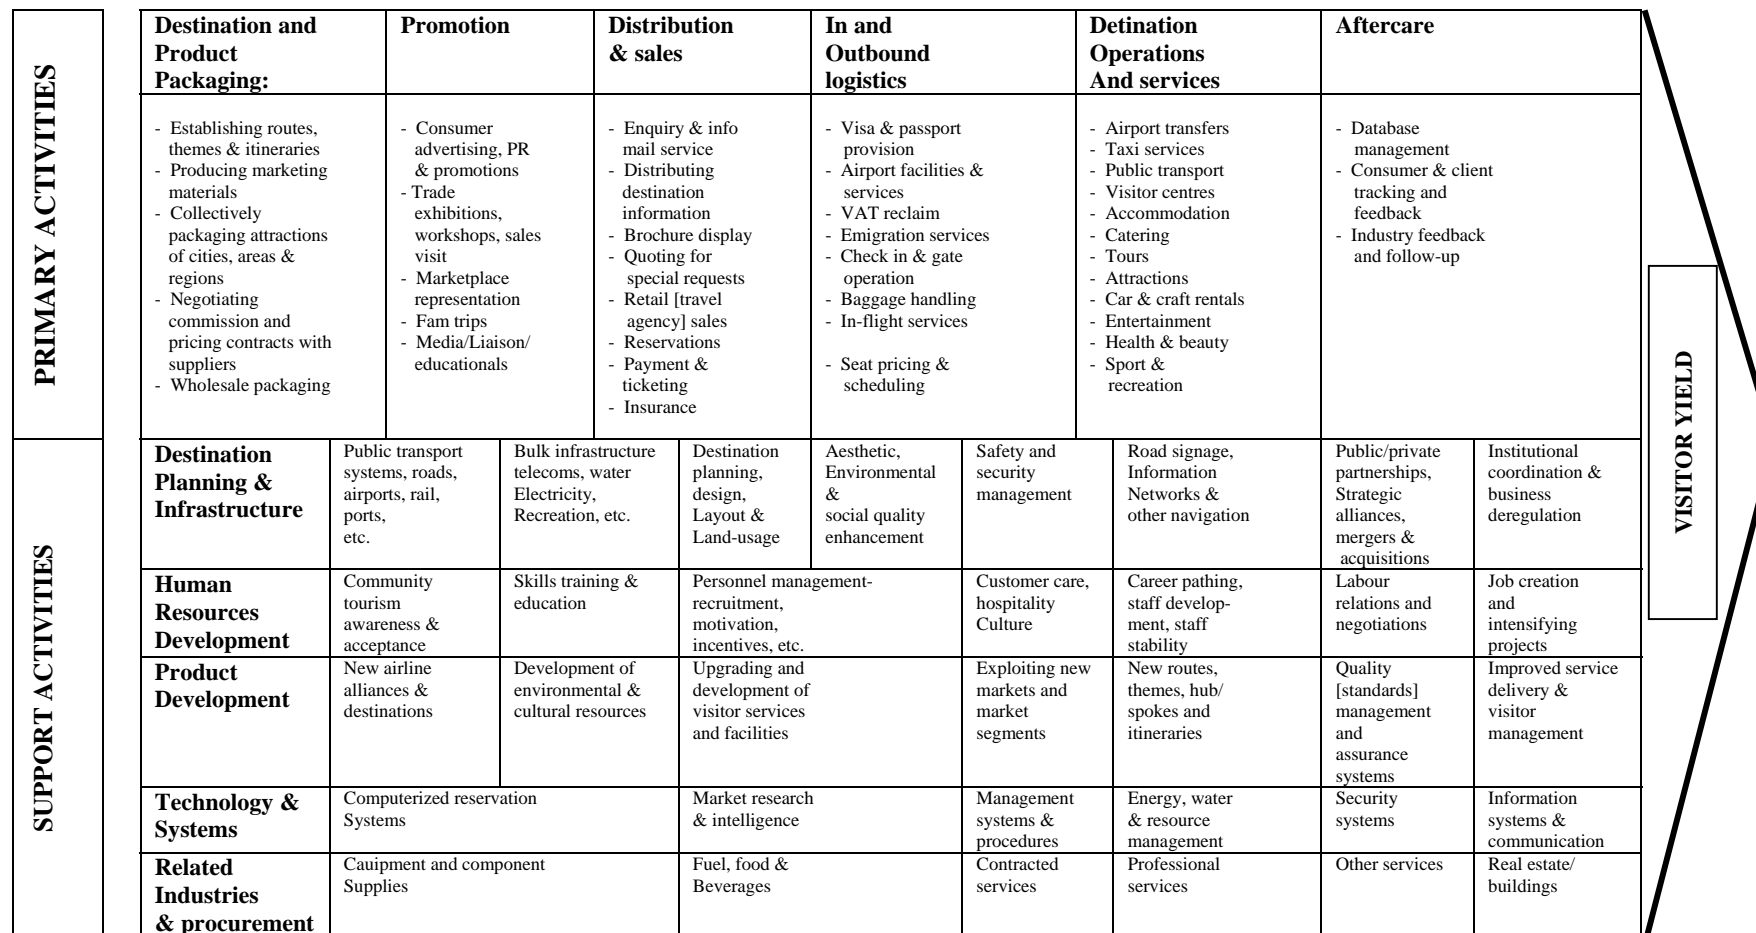 PRIMARY ACTIVITIES
Destination and
Product
Packaging:
Promotion
Distribution
& sales
In and
Outbound
logistics
Detination
Operations
And services
Aftercare
- Establishing routes,
themes & itineraries
- Producing marketing
materials
- Collectively
packaging attractions
of cities, areas &
regions
- Negotiating
commission and
pricing contracts with
suppliers
- Wholesale packaging
- Consumer
advertising, PR
& promotions
- Trade
exhibitions,
workshops, sales
visit
- Marketplace
representation
- Fam trips
- Media/Liaison/
educationals
- Enquiry & info
mail service
- Distributing
destination
information
- Brochure display
- Quoting for
special requests
- Retail [travel
agency] sales
- Reservations
- Payment &
ticketing
- Insurance
- Visa & passport
provision
- Airport facilities &
services
- VAT reclaim
- Emigration services
- Check in & gate
operation
- Baggage handling
- In-flight services
- Seat pricing &
scheduling
- Airport transfers
- Taxi services
- Public transport
- Visitor centres
- Accommodation
- Catering
- Tours
- Attractions
- Car & craft rentals
- Entertainment
- Health & beauty
- Sport &
recreation
- Database
management
- Consumer & client
tracking and
feedback
- Industry feedback
and follow-up
SUPPORT ACTIVITIES
Destination
Planning &
Infrastructure
Public transport
systems, roads,
airports, rail,
ports,
etc.
Bulk infrastructure
telecoms, water
Electricity,
Recreation, etc.
Destination
planning,
design,
Layout &
Land-usage
Aesthetic,
Environmental
&
social quality
enhancement
Safety and
security
management
Road signage,
Information
Networks &
other navigation
Public/private
partnerships,
Strategic
alliances,
mergers &
acquisitions
Institutional
coordination &
business
deregulation
Human
Resources
Development
Community
tourism
awareness &
acceptance
Skills training &
education
Personnel management-
recruitment,
motivation,
incentives, etc.
Customer care,
hospitality
Culture
Career pathing,
staff develop-
ment, staff
stability
Labour
relations and
negotiations
Job creation
and
intensifying
projects
Product
Development
New airline
alliances &
destinations
Development of
environmental &
cultural resources
Upgrading and
development of
visitor services
and facilities
Exploiting new
markets and
market
segments
New routes,
themes, hub/
spokes and
itineraries
Quality
[standards]
management
and
assurance
systems
Improved service
delivery &
visitor
management
Technology &
Systems
Computerized reservation
Systems
Market research
& intelligence
Management
systems &
procedures
Energy, water
& resource
management
Security
systems
Information
systems &
communication
Related
Industries
& procurement
Cauipment and component
Supplies
Fuel, food &
Beverages
Contracted
services
Professional
services
Other services
Real estate/
buildings
VISITOR YIELD